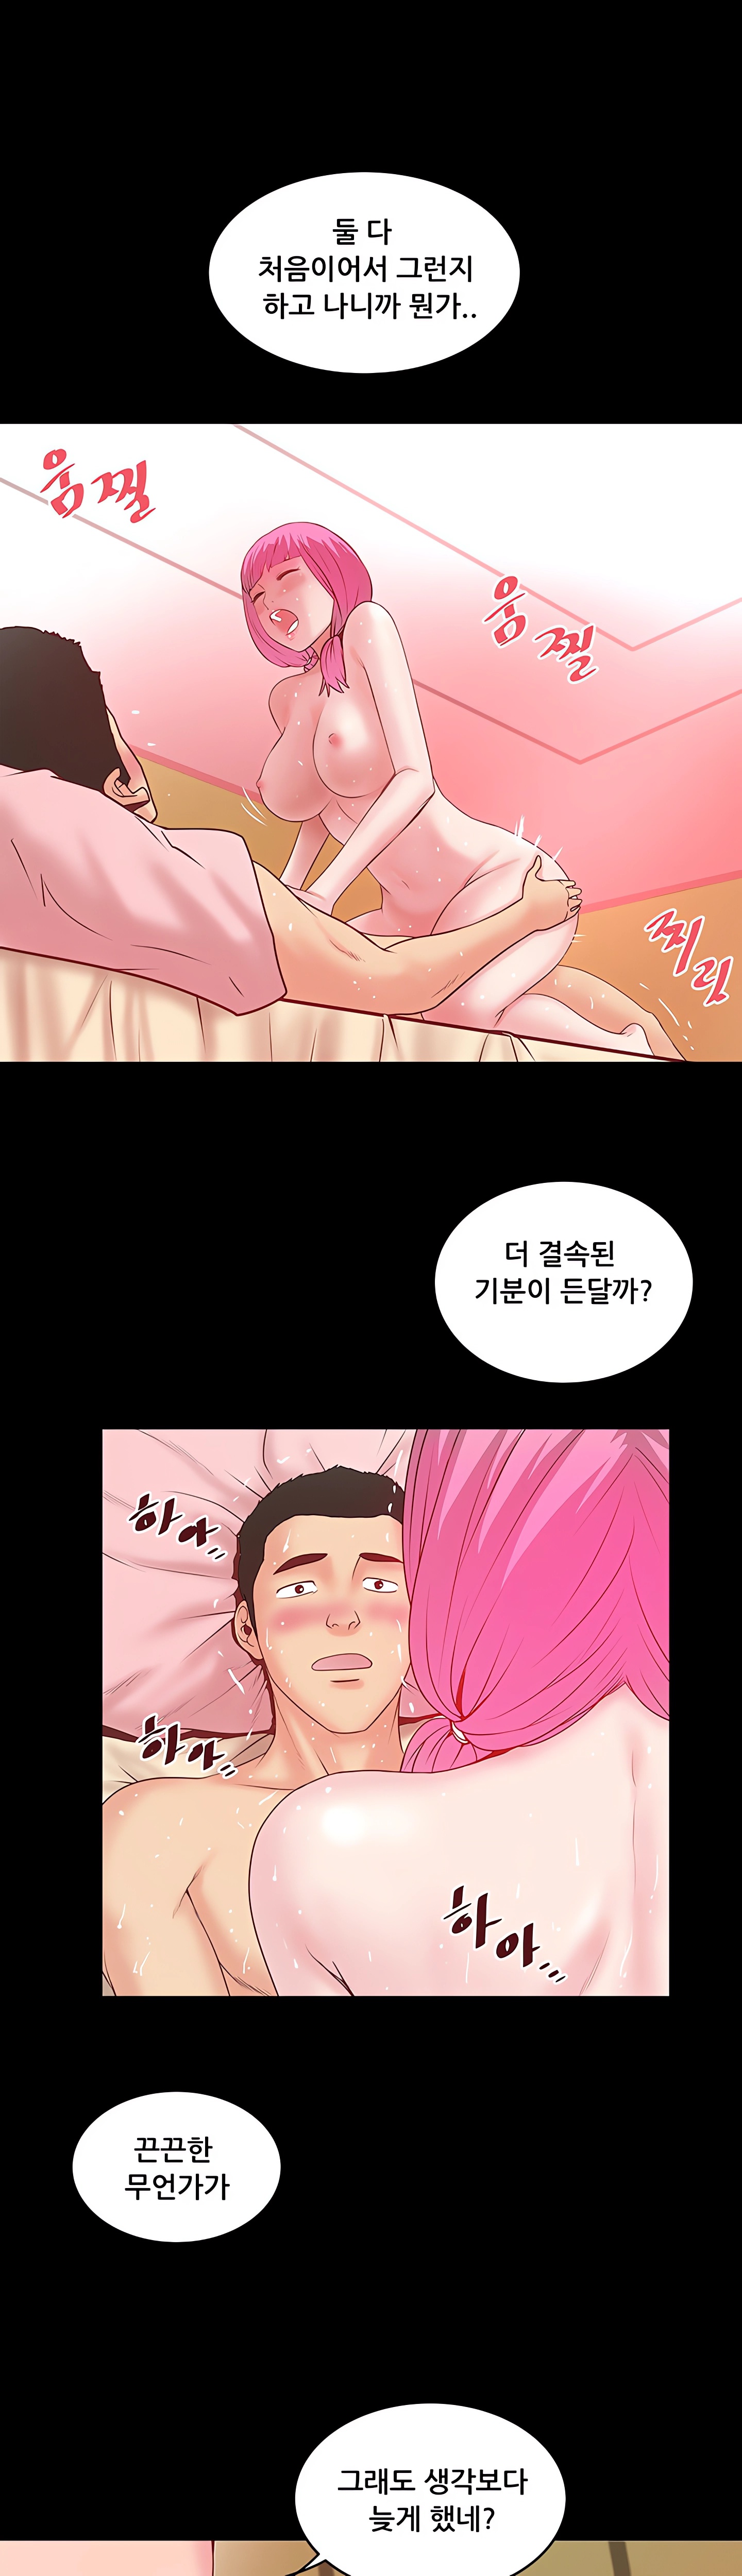 둘 다
처음이어서 그런지
하고 나니까 뭔가..
움찔
움찔
찌릿
더 결속된
기분이 든달까?
하아..
하아..
하아...
끈끈한
무언가가
그래도 생각보다
늦게 했네?